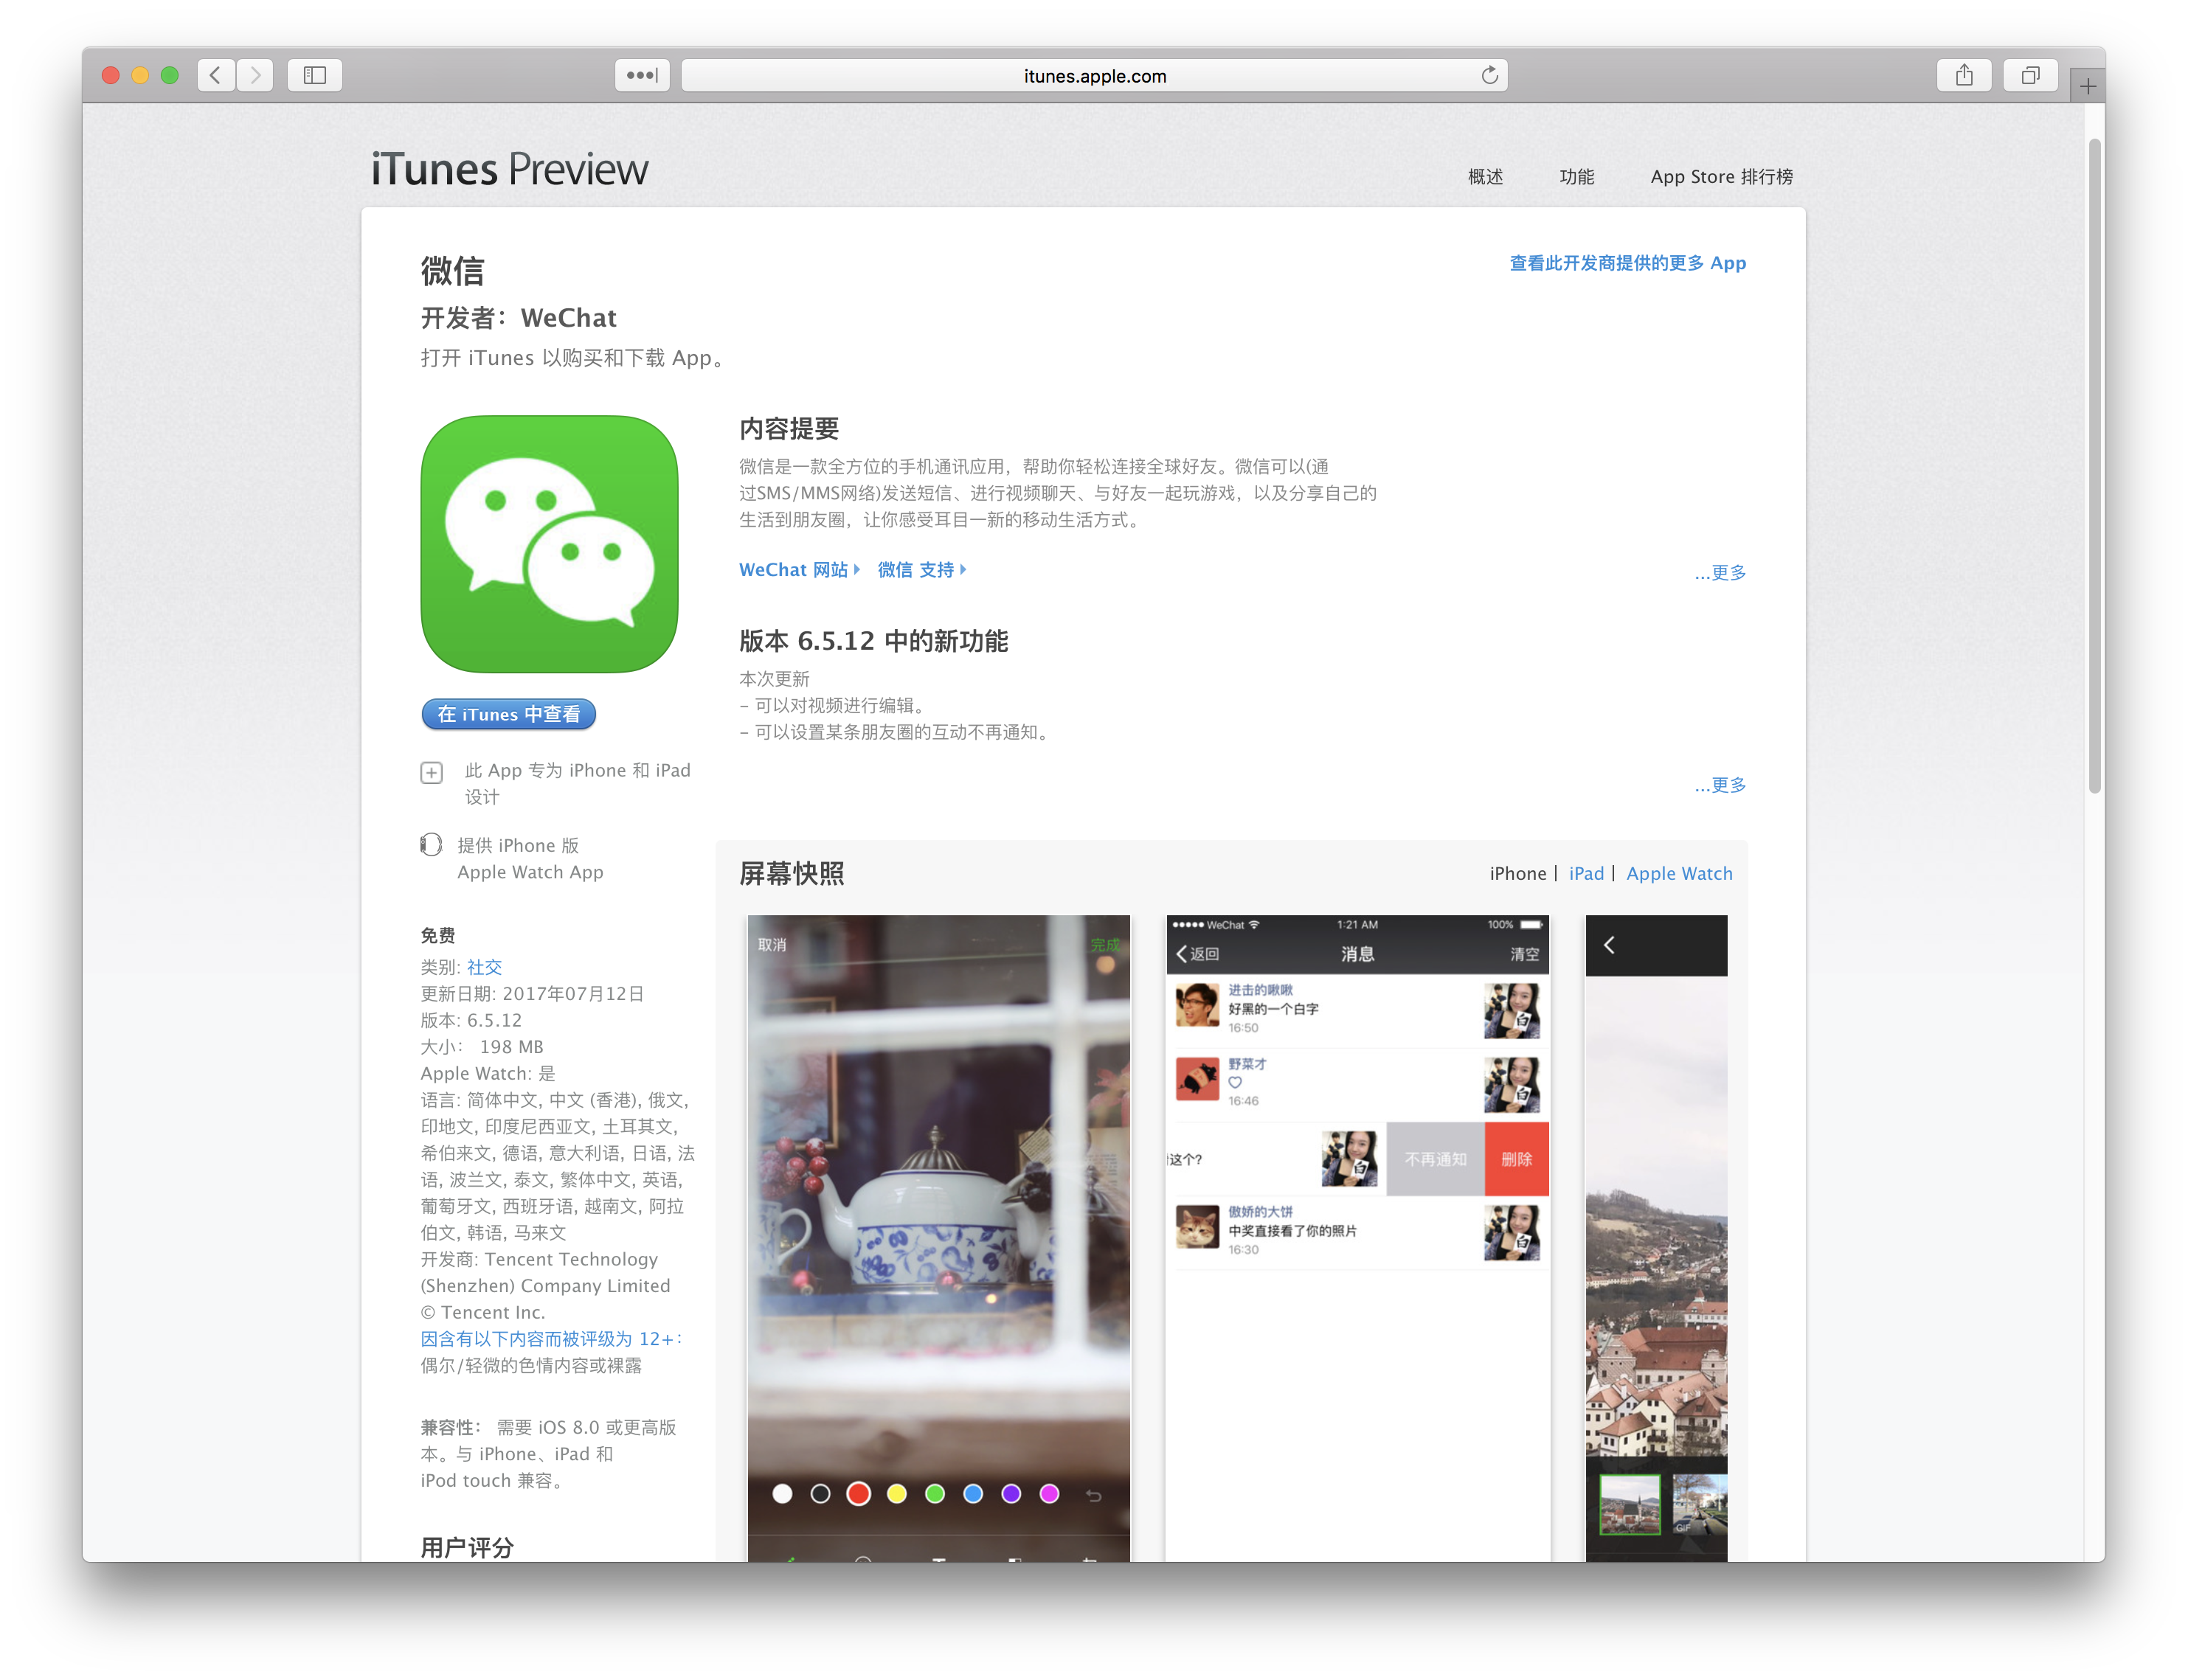 itunes.apple.com
iTunes Preview
概述
功能
App Store 排行榜
微信
查看此开发商提供的更多 App
开发者：WeChat
打开 iTunes 以购买和下载 App。
内容提要
微信是一款全方位的手机通讯应用，帮助你轻松连接全球好友。微信可以(通
过SMS/MMS网络)发送短信、进行视频聊天、与好友一起玩游戏，以及分享自己的
生活到朋友圈，让你感受耳目一新的移动生活方式。
WeChat 网站
微信 支持
...更多
版本 6.5.12 中的新功能
本次更新
– 可以对视频进行编辑。
– 可以设置某条朋友圈的互动不再通知。
...更多
在 iTunes 中查看
此 App 专为 iPhone 和 iPad
设计
提供 iPhone 版
Apple Watch App
免费
类别: 社交
更新日期: 2017年07月12日
版本: 6.5.12
大小： 198 MB
Apple Watch: 是
语言: 简体中文, 中文 (香港), 俄文,
印地文, 印度尼西亚文, 土耳其文,
希伯来文, 德语, 意大利语, 日语, 法
语, 波兰文, 泰文, 繁体中文, 英语,
葡萄牙文, 西班牙语, 越南文, 阿拉
伯文, 韩语, 马来文
开发商: Tencent Technology
(Shenzhen) Company Limited
© Tencent Inc.
因含有以下内容而被评级为 12+：
偶尔/轻微的色情内容或裸露
兼容性： 需要 iOS 8.0 或更高版
本。与 iPhone、iPad 和
iPod touch 兼容。
用户评分
屏幕快照
iPhone | iPad | Apple Watch
取消
完成
WeChat
1:21 AM
100%
返回
消息
清空
进击的啾啾
好黑的一个白字
16:50
白
野菜才
16:46
白
这个?
白
不再通知
删除
傲娇的大饼
中奖直接看了你的照片
16:30
白
GIF